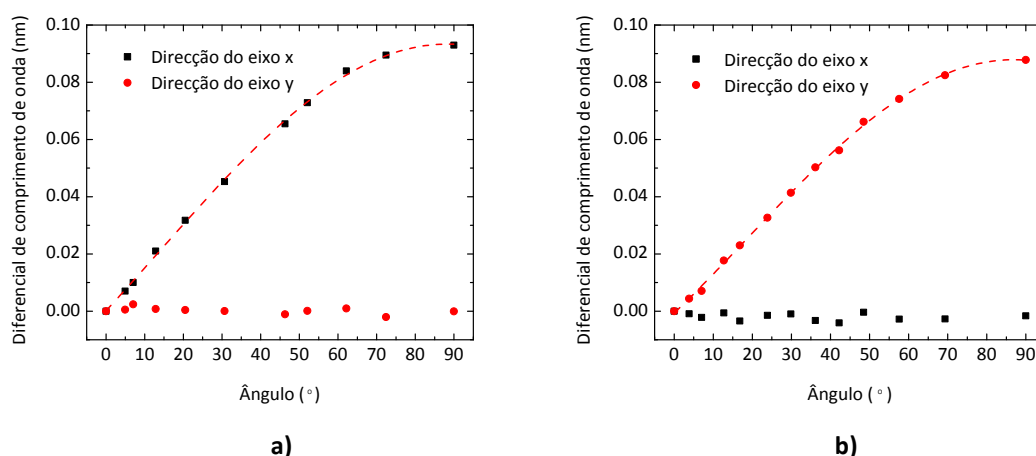 Diferencial de comprimento de onda (nm)
0.10
0.08
0.06
0.04
0.02
0.00
Direcção do eixo x
Direcção do eixo y
0 10 20 30 40 50 60 70 80 90
Ângulo (°)
a)
Diferencial de comprimento de onda (nm)
0.10
0.08
0.06
0.04
0.02
0.00
Direcção do eixo x
Direcção do eixo y
0 10 20 30 40 50 60 70 80 90
Ângulo (°)
b)